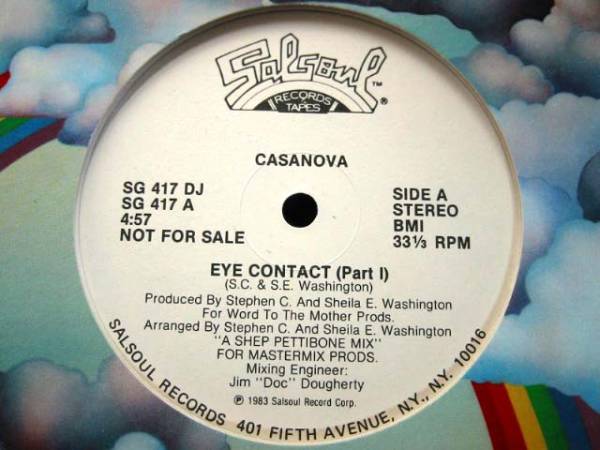 Salsoul ™
RECORDS &
TAPES ®
CASANOVA
SG 417 DJ
SG 417 A
4:57
NOT FOR SALE
SIDE A
STEREO
BMI
33⅓ RPM
EYE CONTACT (Part I)
(S.C. & S.E. Washington)
Produced By Stephen C. And Sheila E. Washington
For Word To The Mother Prods.
Arranged By Stephen C. And Sheila E. Washington
"A SHEP PETTIBONE MIX"
FOR MASTERMIX PRODS.
Mixing Engineer:
Jim "Doc" Dougherty
℗ 1983 Salsoul Record Corp.
SALSOUL RECORDS 401 FIFTH AVENUE, N.Y., N.Y. 10016